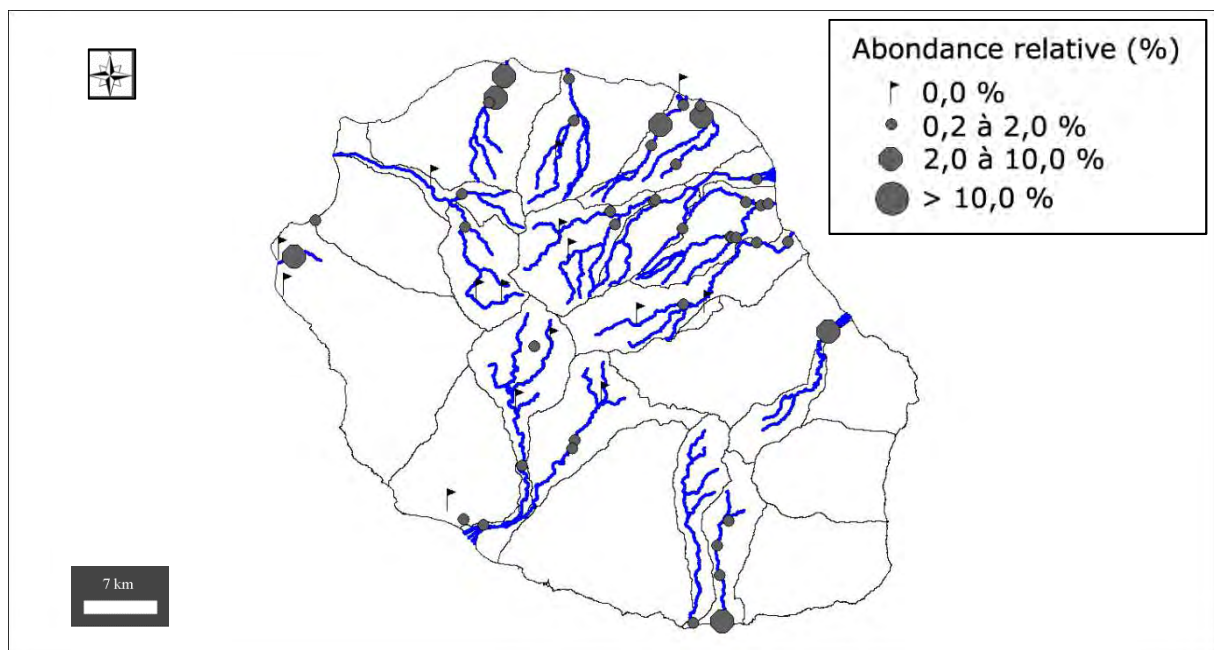 Abondance relative (%)
0,0 %
0,2 à 2,0 %
2,0 à 10,0 %
> 10,0 %
7 km